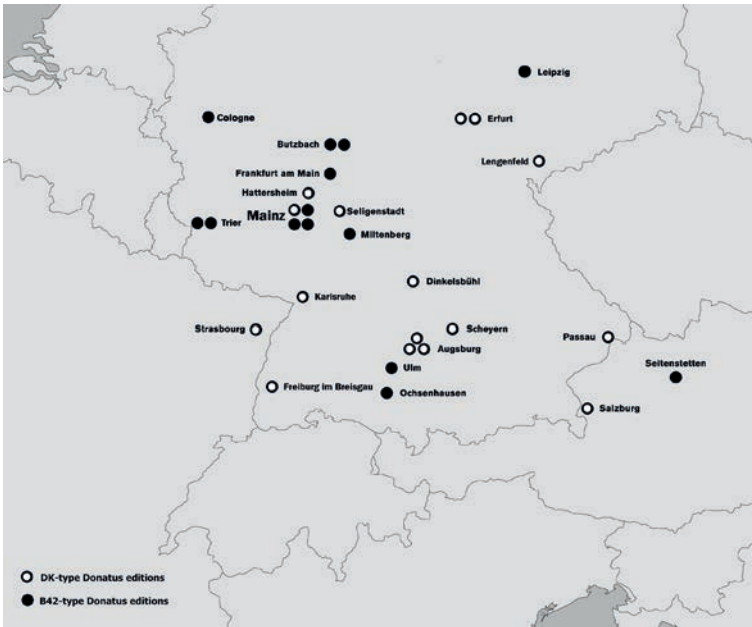 Leipzig
Cologne
Erfurt
Butzbach
Lengenfeld
Frankfurt am Main
Hattersheim
Mainz
Seligenstadt
Trier
Miltenberg
Dinkelsbühl
Karlsruhe
Strasbourg
Scheyern
Passau
Augsburg
Seitenstetten
Ulm
Freiburg im Breisgau
Ochsenhausen
Salzburg
DK-type Donatus editions
B42-type Donatus editions